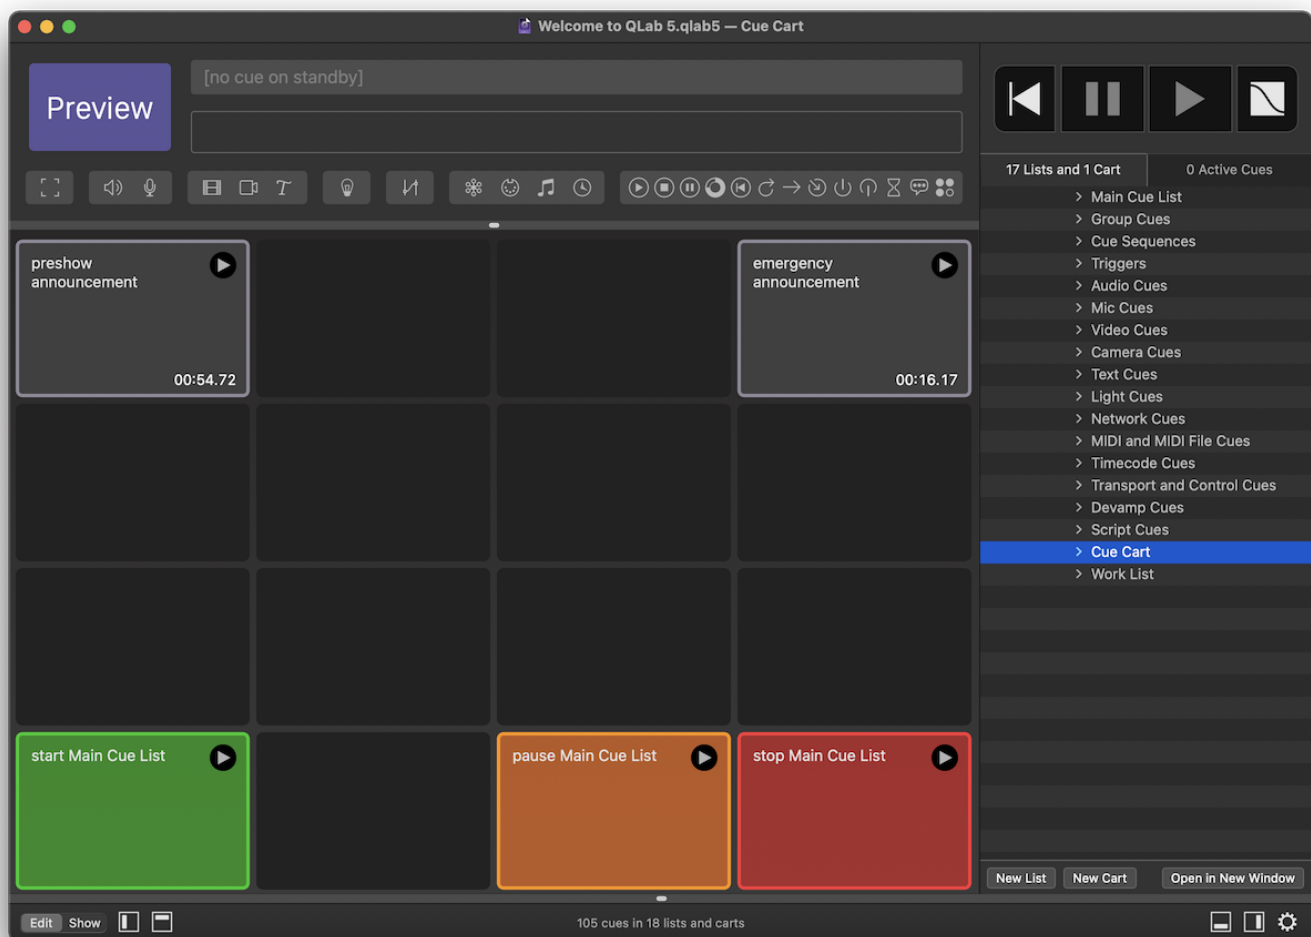 Welcome to QLab 5.qlab5 — Cue Cart
Preview
[no cue on standby]
T
17 Lists and 1 Cart
0 Active Cues
Main Cue List
Group Cues
Cue Sequences
Triggers
Audio Cues
Mic Cues
Video Cues
Camera Cues
Text Cues
Light Cues
Network Cues
MIDI and MIDI File Cues
Timecode Cues
Transport and Control Cues
Devamp Cues
Script Cues
Cue Cart
Work List
preshow
announcement
00:54.72
emergency
announcement
00:16.17
start Main Cue List
pause Main Cue List
stop Main Cue List
New List
New Cart
Open in New Window
Edit
Show
105 cues in 18 lists and carts